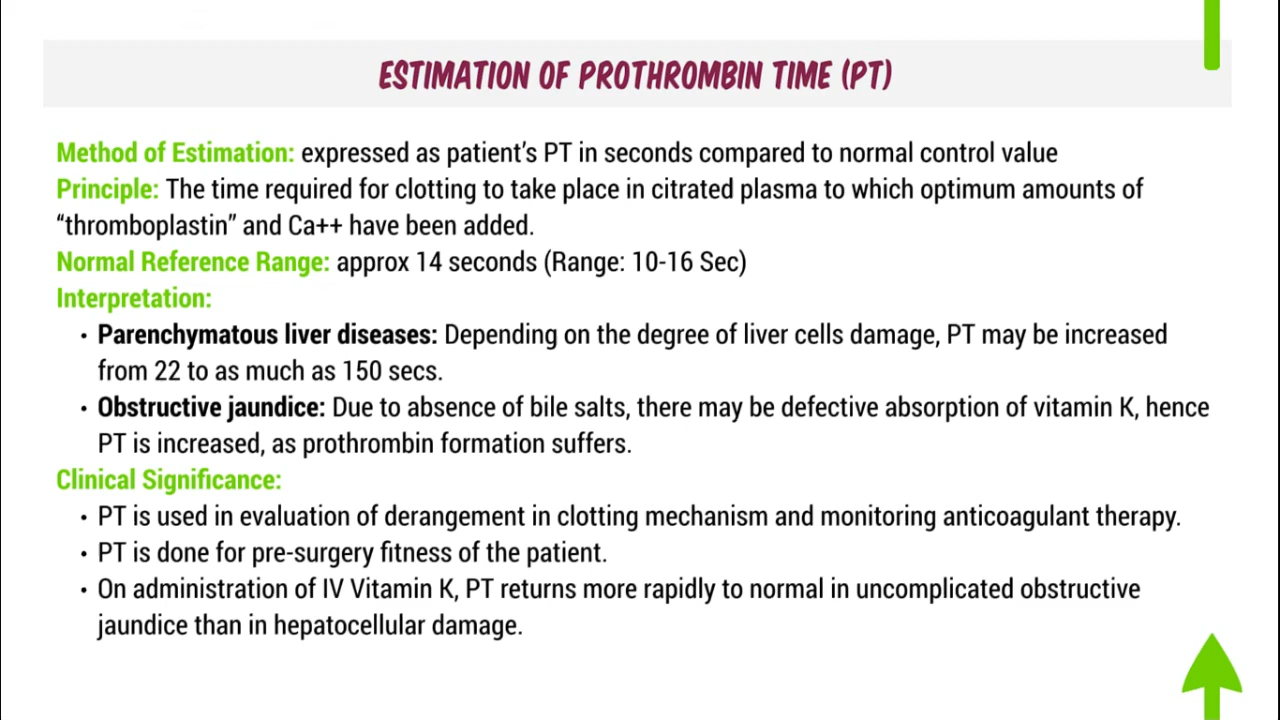 ESTIMATION OF PROTHROMBIN TIME (PT)
Method of Estimation: expressed as patient's PT in seconds compared to normal control value
Principle: The time required for clotting to take place in citrated plasma to which optimum amounts of
“thromboplastin” and Ca++ have been added.
Normal Reference Range: approx 14 seconds (Range: 10-16 Sec)
Interpretation:
• Parenchymatous liver diseases: Depending on the degree of liver cells damage, PT may be increased
from 22 to as much as 150 secs.
• Obstructive jaundice: Due to absence of bile salts, there may be defective absorption of vitamin K, hence
PT is increased, as prothrombin formation suffers.
Clinical Significance:
• PT is used in evaluation of derangement in clotting mechanism and monitoring anticoagulant therapy.
• PT is done for pre-surgery fitness of the patient.
• On administration of IV Vitamin K, PT returns more rapidly to normal in uncomplicated obstructive
jaundice than in hepatocellular damage.